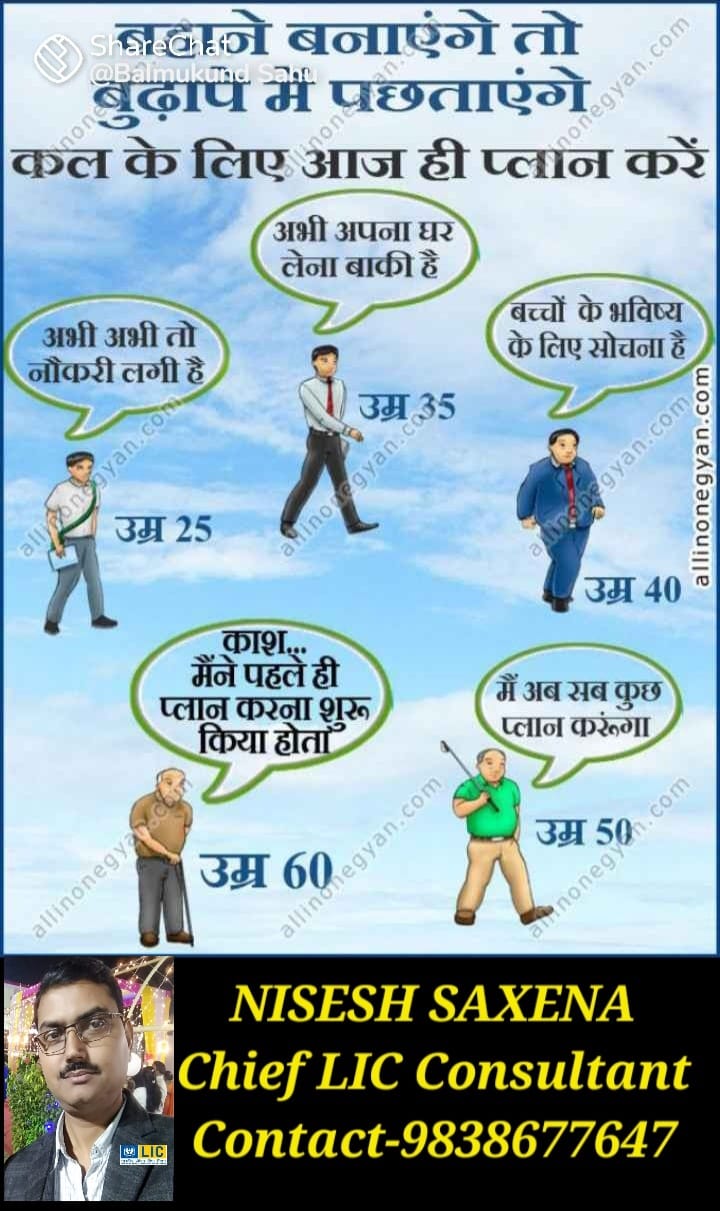 ShareChat
@Balmukund Sahu
बहाने बनाएंगे तो
बुढ़ापे में पछताएंगे
कल के लिए आज ही प्लान करें
अभी अपना घर
लेना बाकी है
अभी अभी तो
नौकरी लगी है
बच्चों के भविष्य
के लिए सोचना है
उम्र 35
उम्र 25
उम्र 40
काश...
मैंने पहले ही
प्लान करना शुरू
किया होता
मैं अब सब कुछ
प्लान करूंगा
उम्र 50
उम्र 60
allinonegyan.com
NISESH SAXENA
Chief LIC Consultant
Contact-9838677647
LIC